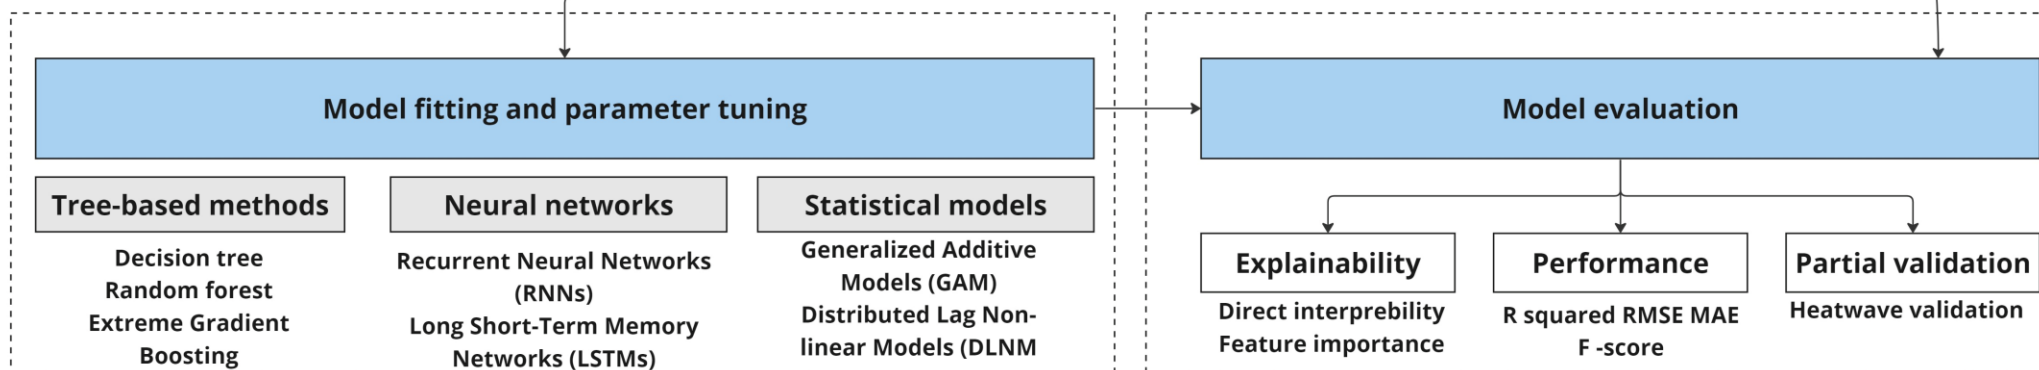 Model fitting and parameter tuning
Model evaluation
Tree-based methods
Decision tree
Random forest
Extreme Gradient
Boosting
Neural networks
Recurrent Neural Networks
(RNNs)
Long Short-Term Memory
Networks (LSTMs)
Statistical models
Generalized Additive
Models (GAM)
Distributed Lag Non-
linear Models (DLNM
Explainability
Direct interprebility
Feature importance
Performance
R squared RMSE MAE
F -score
Partial validation
Heatwave validation